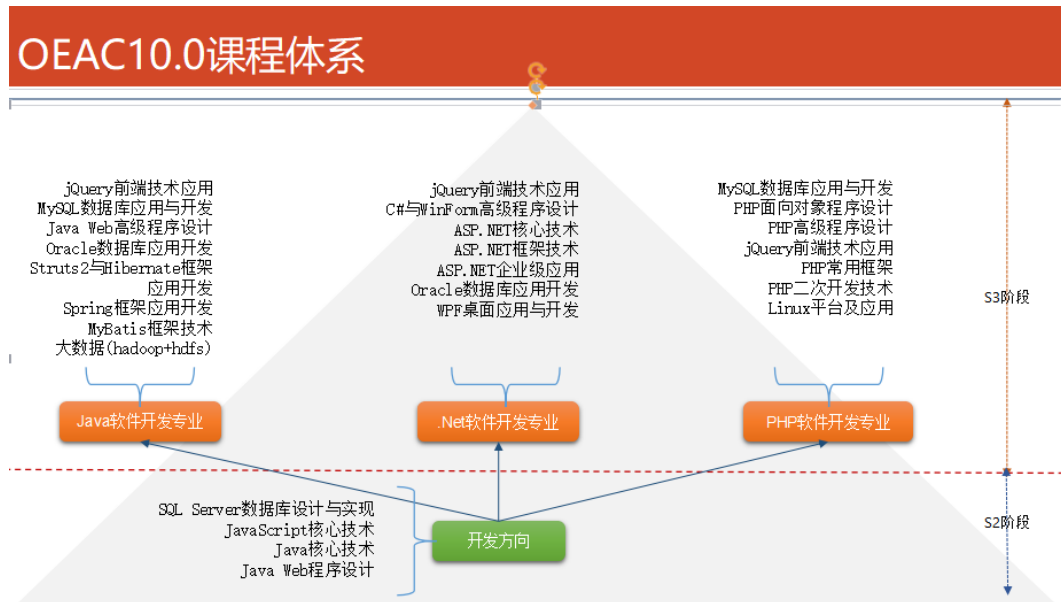 OEAC10.0课程体系
jQuery前端技术应用
MySQL数据库应用与开发
Java Web高级程序设计
Oracle数据库应用开发
Struts2与Hibernate框架
应用开发
Spring框架应用开发
MyBatis框架技术
大数据(hadoop+hdfs)
jQuery前端技术应用
C#与WinForm高级程序设计
ASP.NET核心技术
ASP.NET框架技术
ASP.NET企业级应用
Oracle数据库应用开发
WPF桌面应用与开发
MySQL数据库应用与开发
PHP面向对象程序设计
PHP高级程序设计
jQuery前端技术应用
PHP常用框架
PHP二次开发技术
Linux平台及应用
S3阶段
Java软件开发专业
.Net软件开发专业
PHP软件开发专业
SQL Server数据库设计与实现
JavaScript核心技术
Java核心技术
Java Web程序设计
开发方向
S2阶段